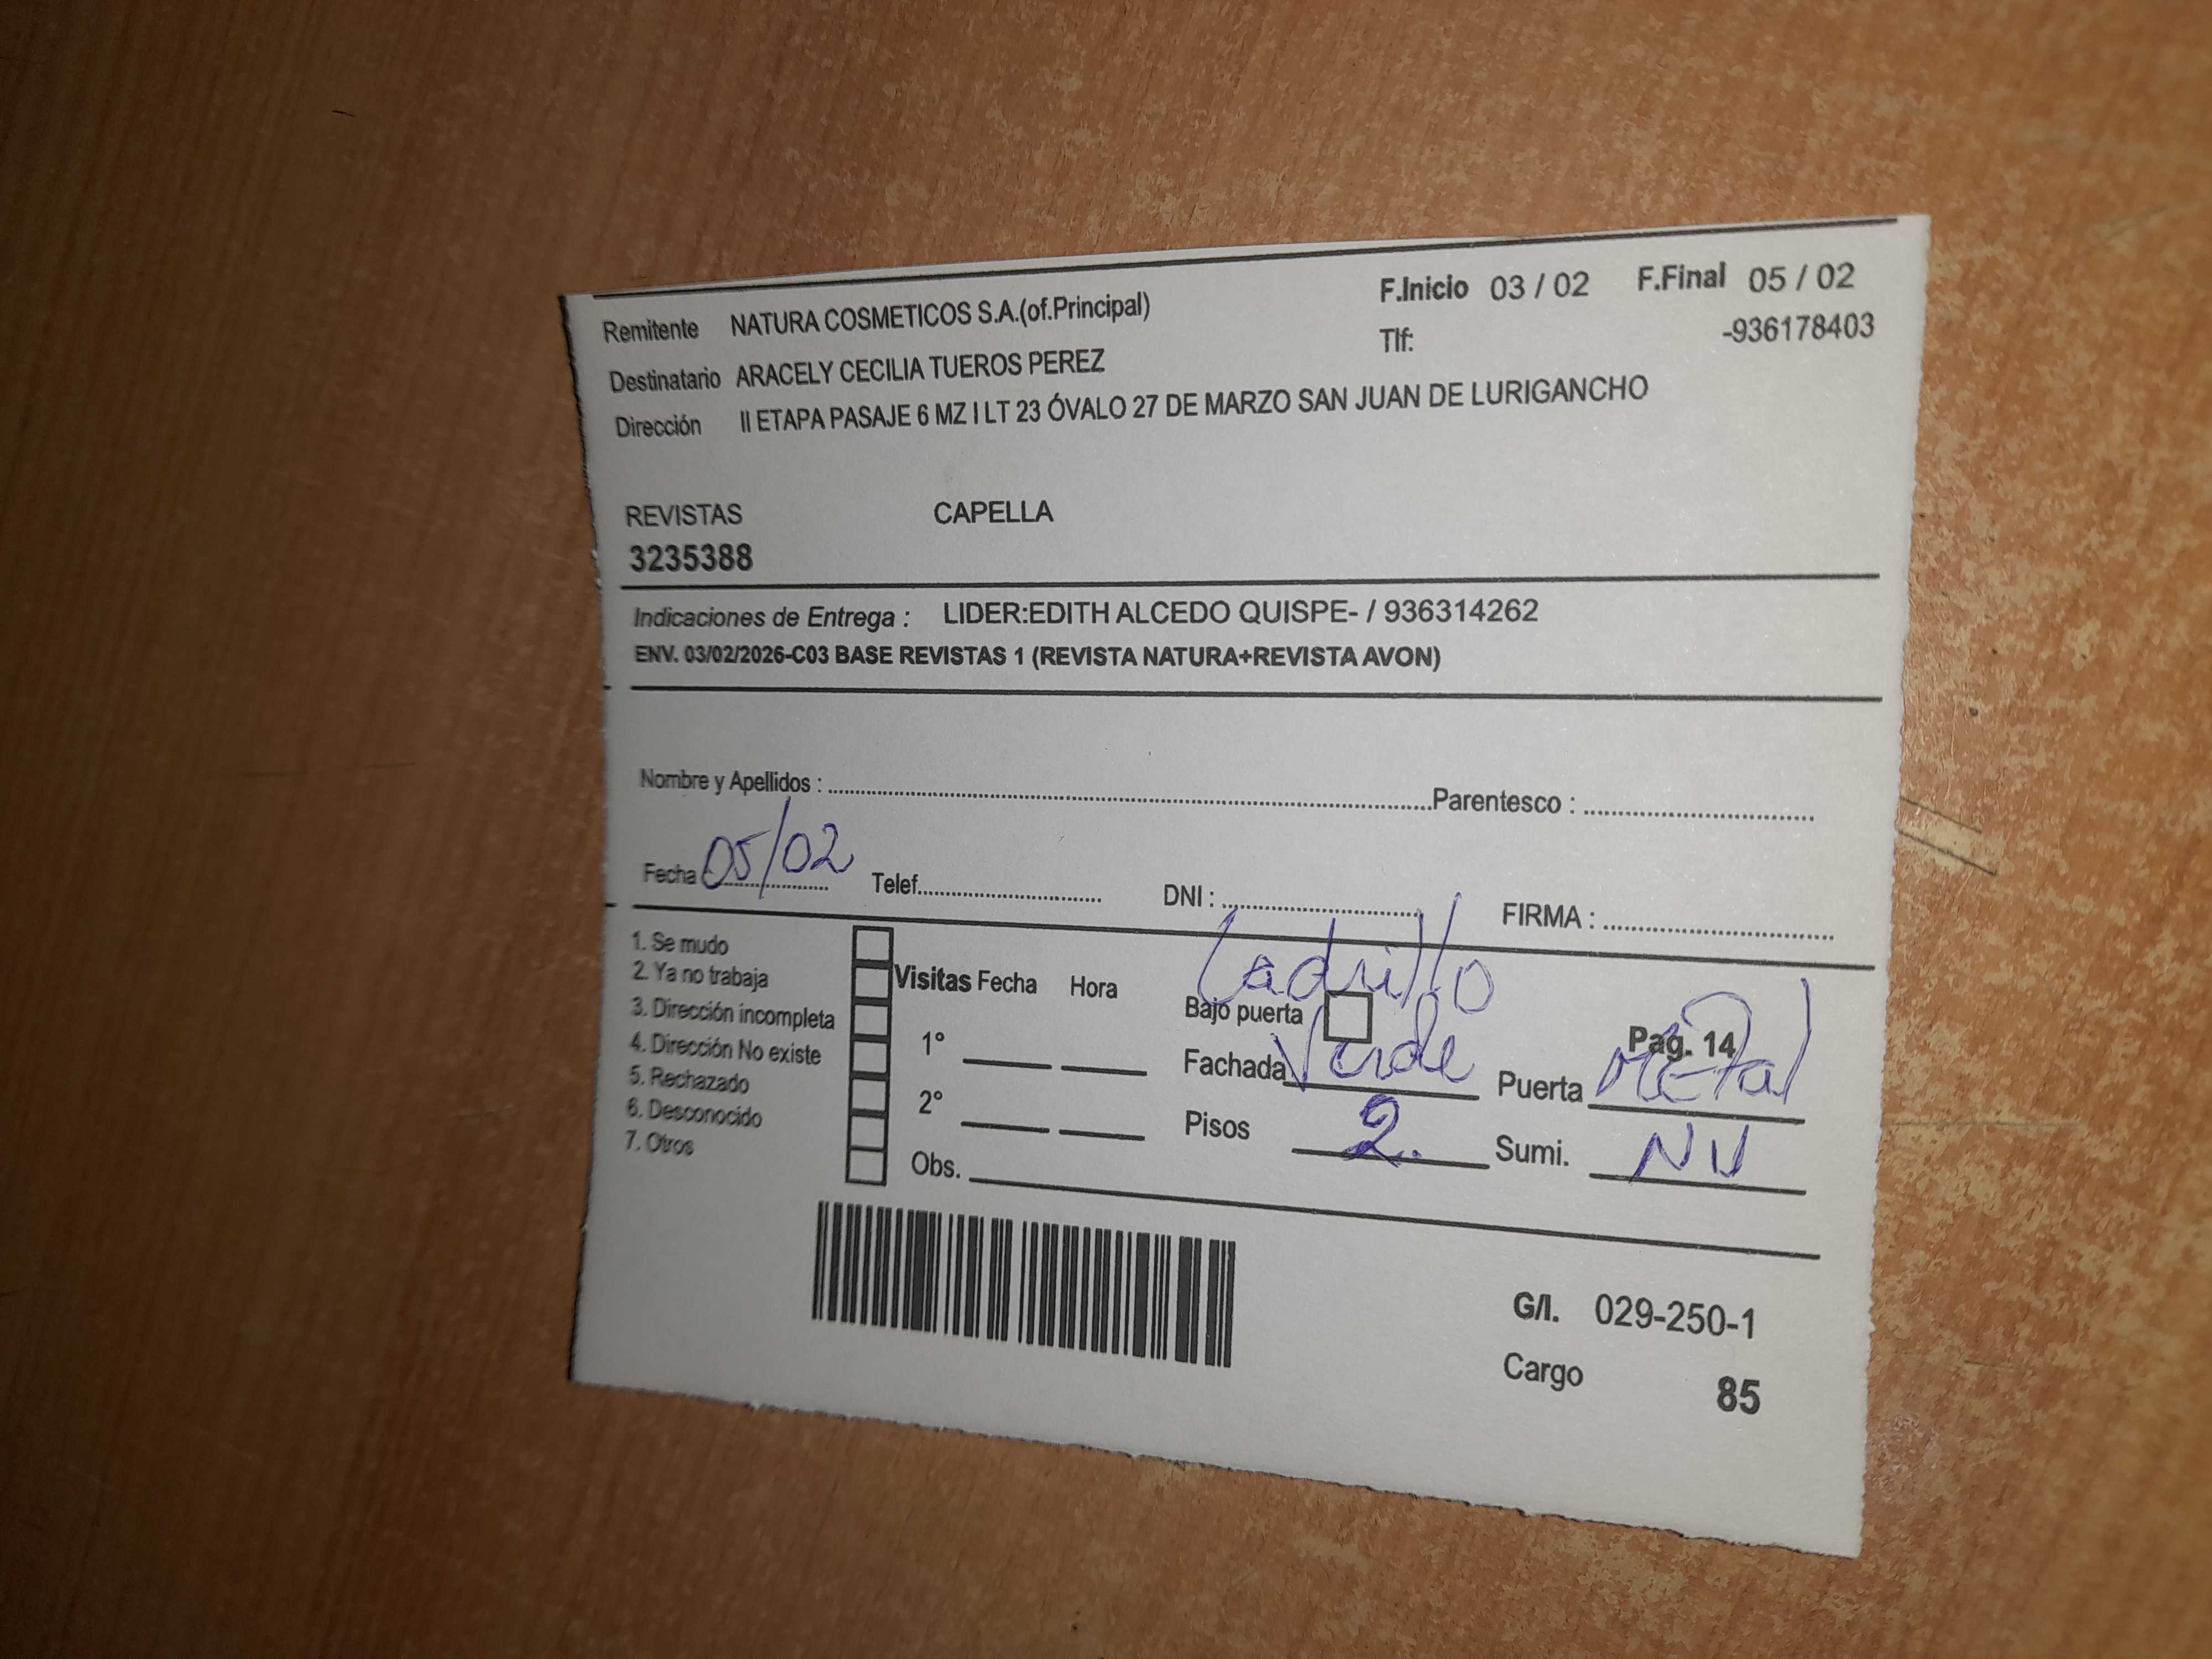 Remitente NATURA COSMETICOS S.A.(of.Principal) F.Inicio 03 / 02 F.Final 05 / 02
Destinatario ARACELY CECILIA TUEROS PEREZ Tlf: -936178403
Dirección II ETAPA PASAJE 6 MZ I LT 23 ÓVALO 27 DE MARZO SAN JUAN DE LURIGANCHO
REVISTAS CAPELLA
3235388
Indicaciones de Entrega : LIDER:EDITH ALCEDO QUISPE- / 936314262
ENV. 03/02/2026-C03 BASE REVISTAS 1 (REVISTA NATURA+REVISTA AVON)
Nombre y Apellidos : Parentesco :
Fecha 05/02 Telef. DNI : FIRMA :
1. Se mudo
2. Ya no trabaja
3. Dirección incompleta
4. Dirección No existe
5. Rechazado
6. Desconocido
7. Otros
Visitas Fecha Hora
1°
2°
Obs.
Ladrillo
Bajo puerta Pag. 14
Fachada Verde Puerta Metal
Pisos 2. Sumi. NV
G/I. 029-250-1
Cargo 85